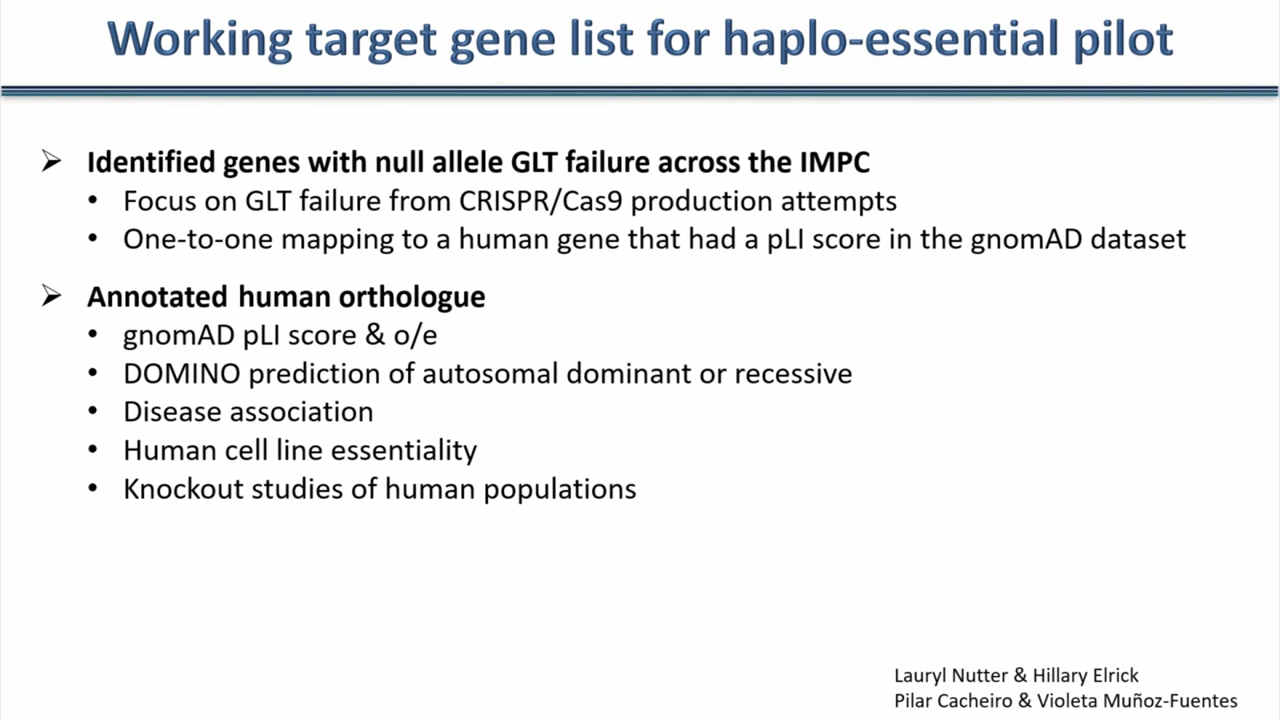 Working target gene list for haplo-essential pilot
➢ Identified genes with null allele GLT failure across the IMPC
• Focus on GLT failure from CRISPR/Cas9 production attempts
• One-to-one mapping to a human gene that had a pLI score in the gnomAD dataset
➢ Annotated human orthologue
• gnomAD pLI score & o/e
• DOMINO prediction of autosomal dominant or recessive
• Disease association
• Human cell line essentiality
• Knockout studies of human populations
Lauryl Nutter & Hillary Elrick
Pilar Cacheiro & Violeta Muñoz-Fuentes